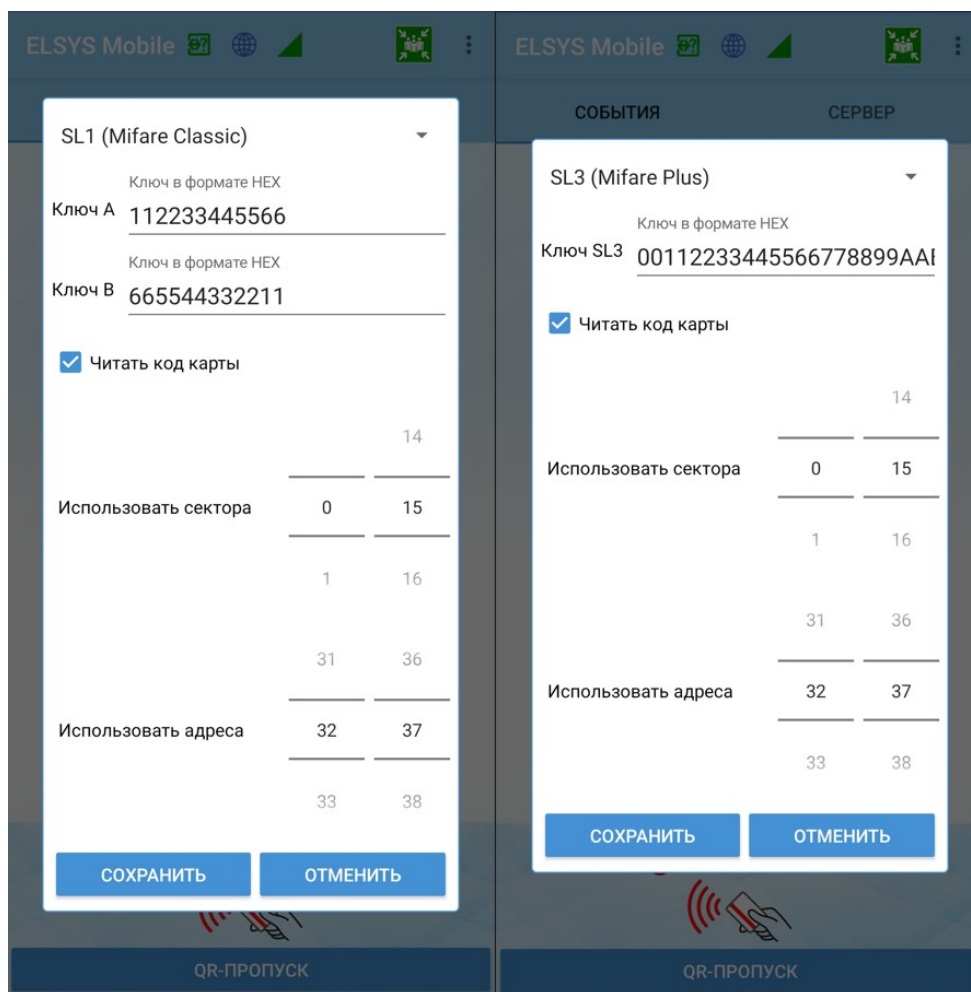 ELSYS Mobile
SL1 (Mifare Classic)
Ключ в формате HEX
Ключ А 112233445566
Ключ в формате HEX
Ключ В 665544332211
Читать код карты
14
Использовать сектора 0 15
1 16
31 36
Использовать адреса 32 37
33 38
СОХРАНИТЬ ОТМЕНИТЬ
QR-ПРОПУСК
ELSYS Mobile
СОБЫТИЯ СЕРВЕР
SL3 (Mifare Plus)
Ключ в формате HEX
Ключ SL3 00112233445566778899AA
Читать код карты
14
Использовать сектора 0 15
1 16
31 36
Использовать адреса 32 37
33 38
СОХРАНИТЬ ОТМЕНИТЬ
QR-ПРОПУСК